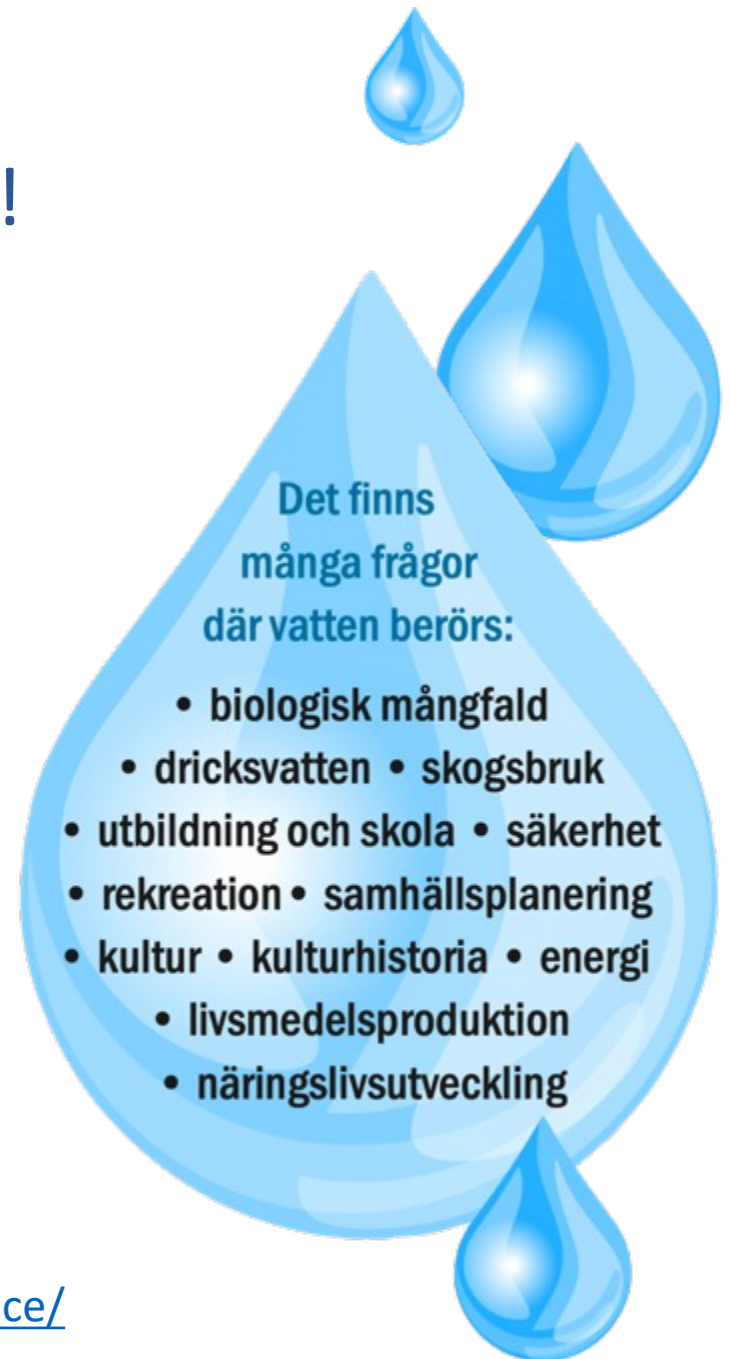 !
Det finns
många frågor
där vatten berörs:
• biologisk mångfald
• dricksvatten • skogsbruk
• utbildning och skola • säkerhet
• rekreation • samhällsplanering
• kultur • kulturhistoria • energi
• livsmedelsproduktion
• näringslivsutveckling
ce/